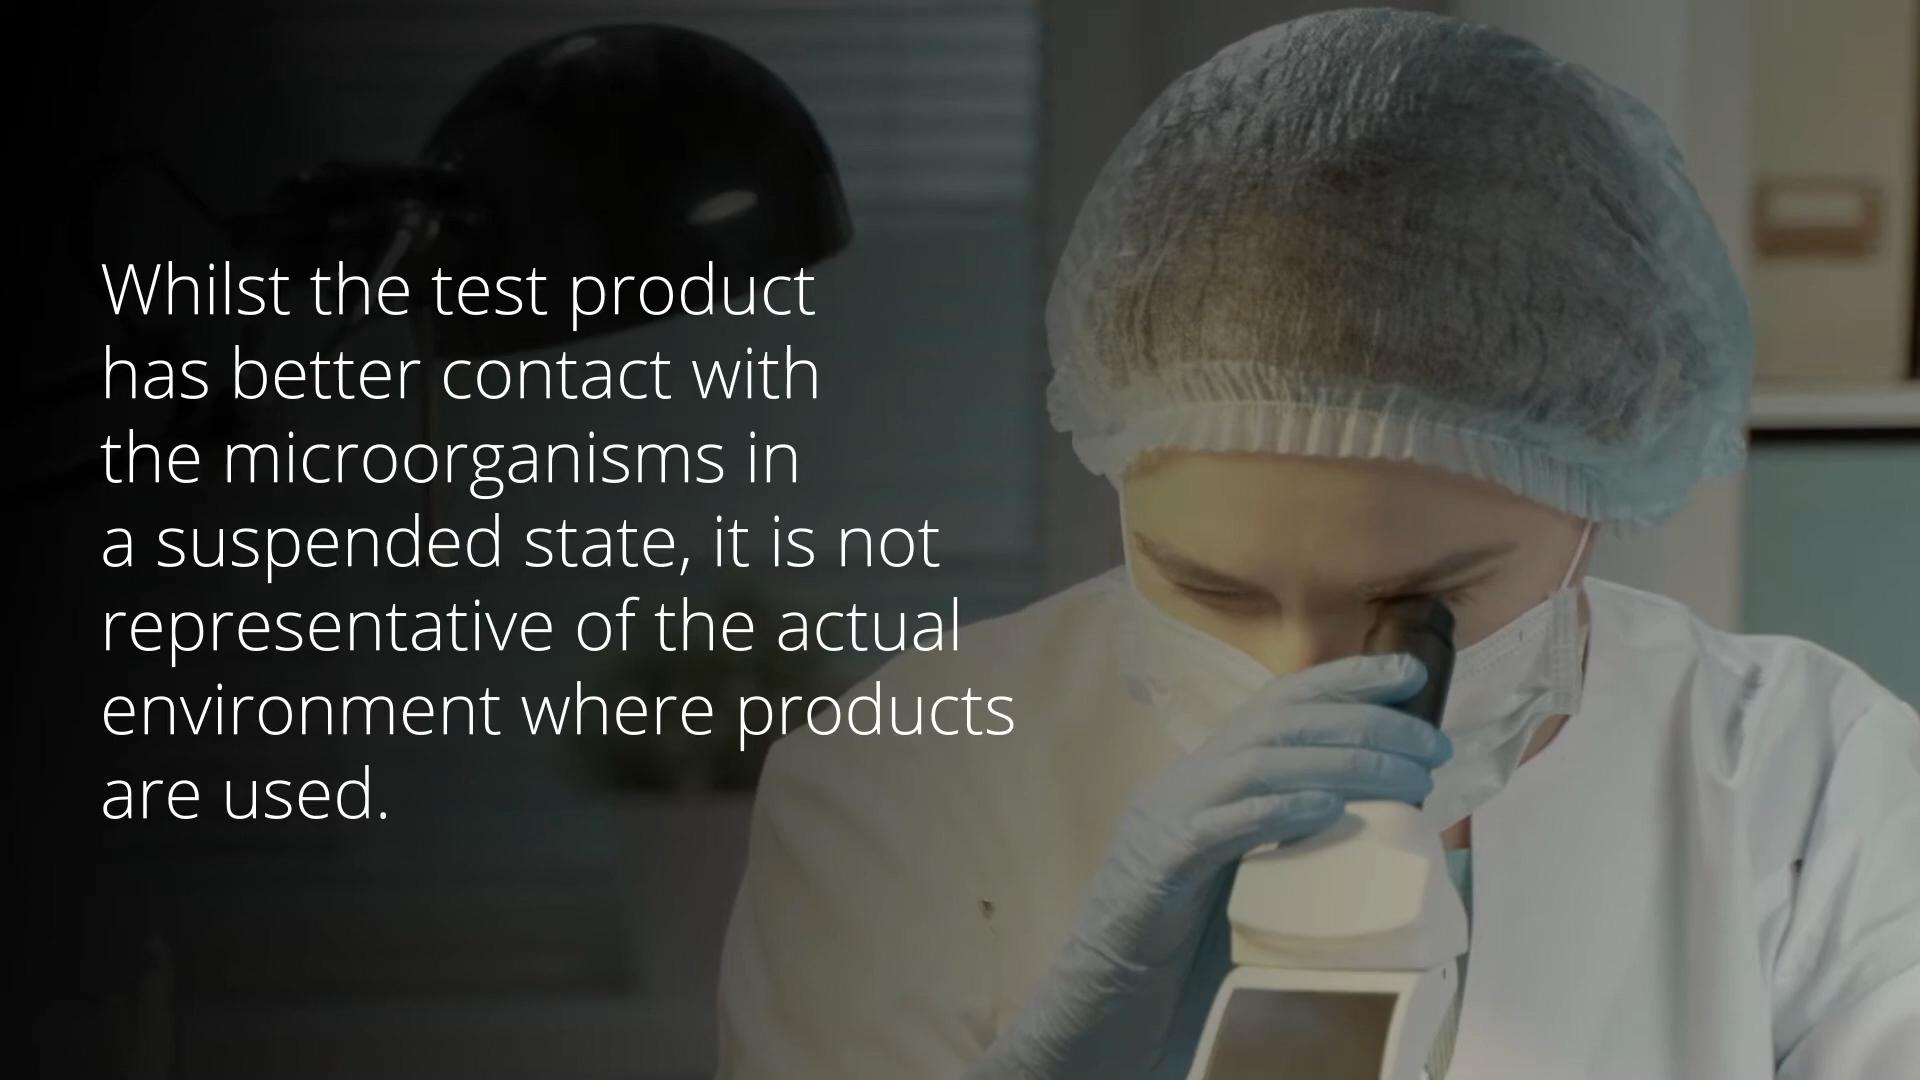 Whilst the test product
has better contact with
the microorganisms in
a suspended state, it is not
representative of the actual
environment where products
are used.